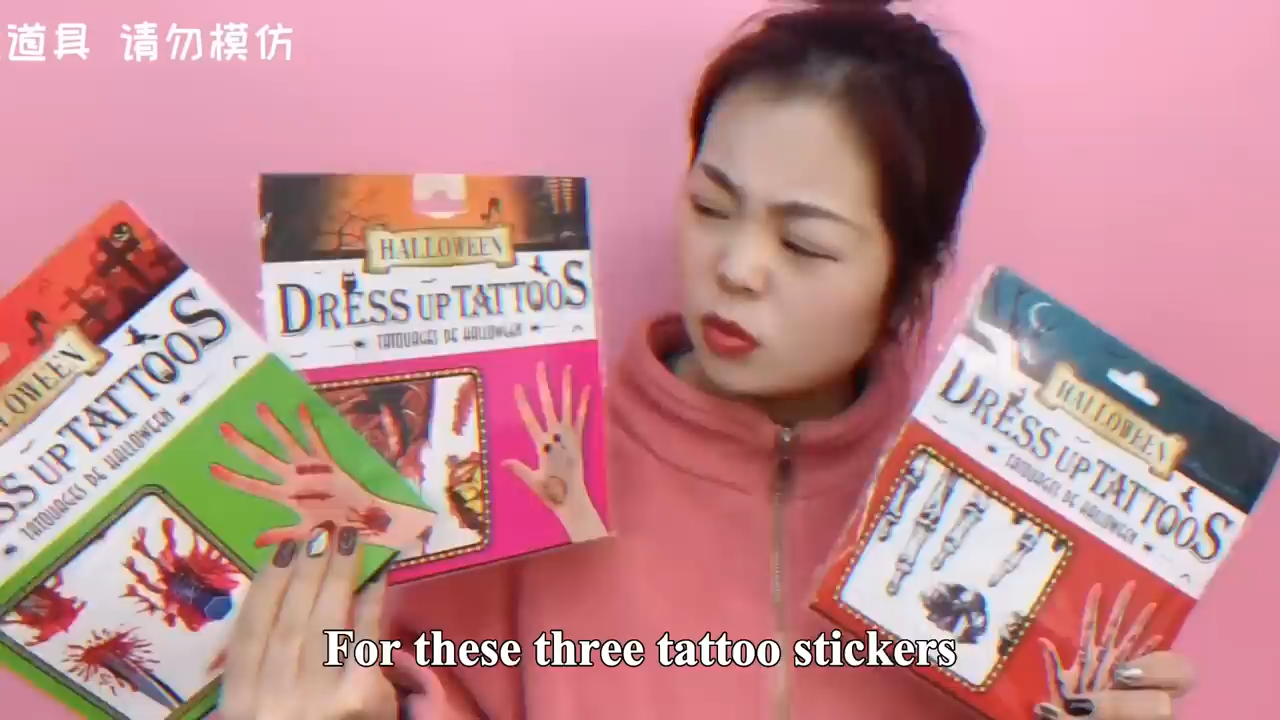 道具 请勿模仿
HALLOWEEN
DRESS UP TATTOOS
TATOUAGES DE HALLOWEEN
LOWEEN
SS UP TATTOOS
TATOUAGES DE HALLOWEEN
HALLOWEEN
DRESS UP TATTOOS
TATOUAGES DE HALLOWEEN
For these three tattoo stickers